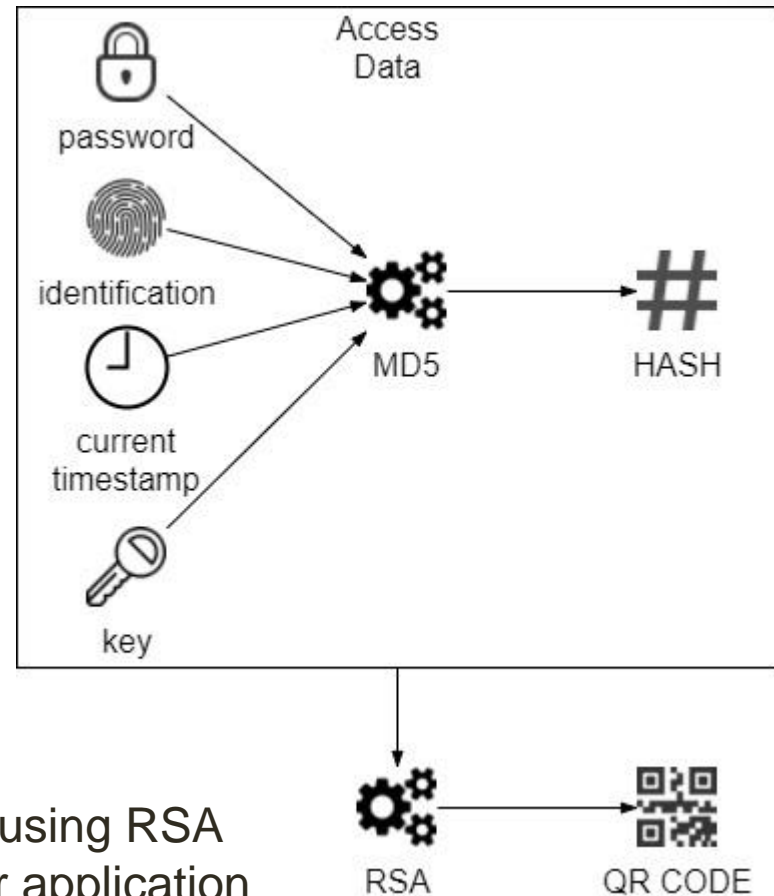 Access
Data
password
identification
MD5
HASH
current
timestamp
key
using RSA
r application
RSA
QR CODE